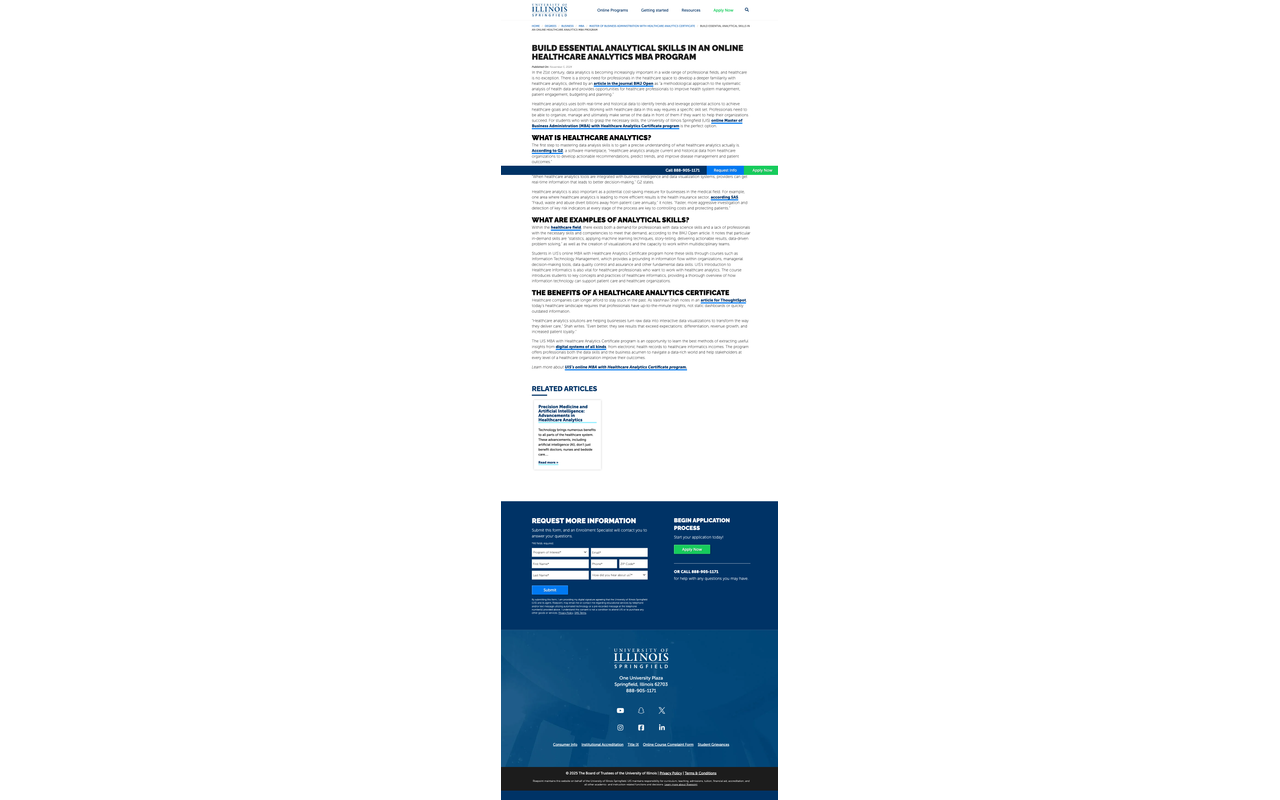 UNIVERSITY OF
ILLINOIS
SPRINGFIELD
Online Programs
Getting started
Resources
Apply Now
HOME DEGREES BUSINESS MBA MASTER OF BUSINESS ADMINISTRATION WITH HEALTHCARE ANALYTICS CERTIFICATE BUILD ESSENTIAL ANALYTICAL SKILLS IN
AN ONLINE HEALTHCARE ANALYTICS MBA PROGRAM
BUILD ESSENTIAL ANALYTICAL SKILLS IN AN ONLINE
HEALTHCARE ANALYTICS MBA PROGRAM
In the 21st century, data analytics is becoming increasingly important in a wide range of professional fields, and healthcare
is no exception. There is a strong need for professionals in the healthcare space to develop a deeper familiarity with
healthcare analytics, defined by an article in the journal BMJ Open as "a methodological approach to the systematic
analysis of health data and provides opportunities for healthcare professionals to improve health system management,
patient engagement, budgeting and planning."
Healthcare analytics uses both real-time and historical data to identify trends and leverage potential actions to achieve
healthcare goals and outcomes. Working with healthcare data in this way requires a specific skill set. Professionals need to
be able to organize, manage and ultimately make sense of the data in front of them if they want to help their organizations
succeed. For students who wish to grasp the necessary skills, the University of Illinois Springfield (UIS) online Master of
Business Administration (MBA) with Healthcare Analytics Certificate program is the perfect option.
WHAT IS HEALTHCARE ANALYTICS?
The first step to mastering data analysis skills is to gain a precise understanding of what healthcare analytics actually is.
According to G2, a software marketplace, "Healthcare analytics analyze current and historical data from healthcare
organizations to develop actionable recommendations, predict trends, and improve disease management and patient
outcomes."
Call 888-905-1171
Request Info
Apply Now
"When healthcare analytics tools are integrated with business intelligence and data visualization systems, providers can get
real-time information that leads to better decision-making," G2 states.
Healthcare analytics is also important as a potential cost-saving measure for businesses in the medical field. For example,
one area where healthcare analytics is leading to more efficient results is the health insurance sector, according SAS.
"Fraud, waste and abuse divert billions away from patient care annually," it notes. "Faster, more aggressive investigation and
detection of key risk indicators at every stage of the process are key to controlling costs and protecting patients."
WHAT ARE EXAMPLES OF ANALYTICAL SKILLS?
Within the healthcare field, there exists both a demand for professionals with data science skills and a lack of professionals
with the necessary skills and competencies to meet that demand, according to the BMJ Open article. It notes that particular
in-demand skills are "statistics, applying machine learning techniques, story-telling, delivering actionable results, data-driven
problem solving," as well as the creation of visualizations and the capacity to work within multidisciplinary teams.
Students in UIS's online MBA with Healthcare Analytics Certificate program hone these skills through courses such as
Information Technology Management, which provides a grounding in information flow within organizations, managerial
decision-making tools, data quality control and assurance and other fundamental data skills. UIS's Introduction to
Healthcare Informatics is also vital for healthcare professionals who want to work with healthcare analytics. The course
introduces students to key concepts and practices of healthcare informatics, providing a thorough overview of how
information technology can support patient care and healthcare organizations.
THE BENEFITS OF A HEALTHCARE ANALYTICS CERTIFICATE
Healthcare companies can longer afford to stay stuck in the past. As Vaishnavi Shah notes in an article for ThoughtSpot,
today's healthcare landscape requires that professionals have up-to-the-minute insights, not static dashboards or quickly
outdated information.
"Healthcare analytics solutions are helping businesses turn new data into interactive data visualizations to transform the way
they deliver care," Shah writes. "Even better, they see results that exceed expectations: differentiation, revenue growth, and
increased patient loyalty."
The UIS MBA with Healthcare Analytics Certificate program is an opportunity to learn the best methods of extracting useful
insights from digital systems of all kinds, from electronic health records to healthcare informatics incomes. The program
offers professionals both the data skills and the business acumen to navigate a data-rich world and help stakeholders at
every level of a healthcare organization improve their outcomes.
Learn more about UIS's online MBA with Healthcare Analytics Certificate program.
RELATED ARTICLES
Precision Medicine and
Artificial Intelligence:
Advancements in
Healthcare Analytics
Technology brings numerous benefits
to all parts of the healthcare system.
These advancements, including
artificial intelligence (AI), don't just
benefit doctors, nurses and bedside
care...
Read more »
REQUEST MORE INFORMATION
Submit this form, and an Enrollment Specialist will contact you to
answer your questions.
*All fields required.
Program of Interest*
Email*
First Name*
Phone*
ZIP Code*
Last Name*
How did you hear about us?*
Submit
BEGIN APPLICATION
PROCESS
Start your application today!
Apply Now
OR CALL 888-905-1171
for help with any questions you may have.
UNIVERSITY OF
ILLINOIS
SPRINGFIELD
One University Plaza
Springfield, Illinois 62703
888-905-1171
Consumer Info Institutional Accreditation Title IX Online Course Complaint Form Student Grievances
© 2025 The Board of Trustees of the University of Illinois | Privacy Policy | Terms & Conditions